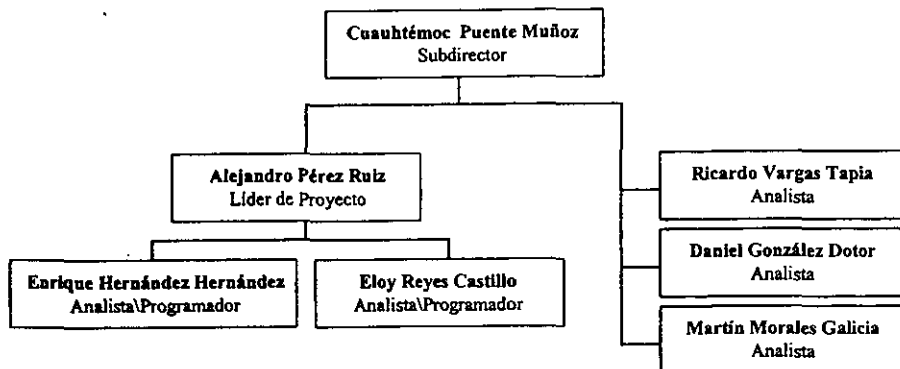 Cuauhtémoc Puente Muñoz
Subdirector
Alejandro Pérez Ruiz
Líder de Proyecto
Enrique Hernández Hernández
Analista\Programador
Eloy Reyes Castillo
Analista\Programador
Ricardo Vargas Tapia
Analista
Daniel González Dotor
Analista
Martín Morales Galicia
Analista